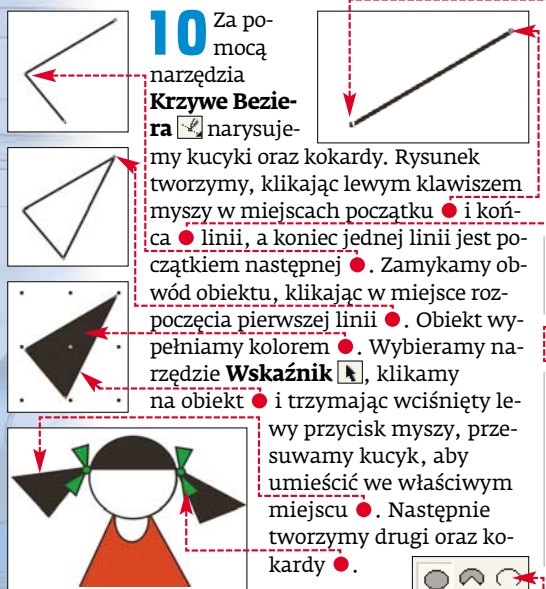 10 Za po-
mocą
narzędzia
Krzywe Bezie-
ra narysuje-
my kucyki oraz kokardy. Rysunek
tworzymy, klikając lewym klawiszem
myszy w miejscach początku i koń-
ca linii, a koniec jednej linii jest po-
czątkiem następnej. Zamykamy ob-
wód obiektu, klikając w miejsce roz-
poczęcia pierwszej linii. Obiekt wy-
pełniamy kolorem. Wybieramy na-
rzędzie Wskaźnik, klikamy
na obiekt i trzymając wciśnięty le-
wy przycisk myszy, prze-
suwamy kucyk, aby
umieścić we właściwym
miejscu. Następnie
tworzymy drugi oraz ko-
kardy.